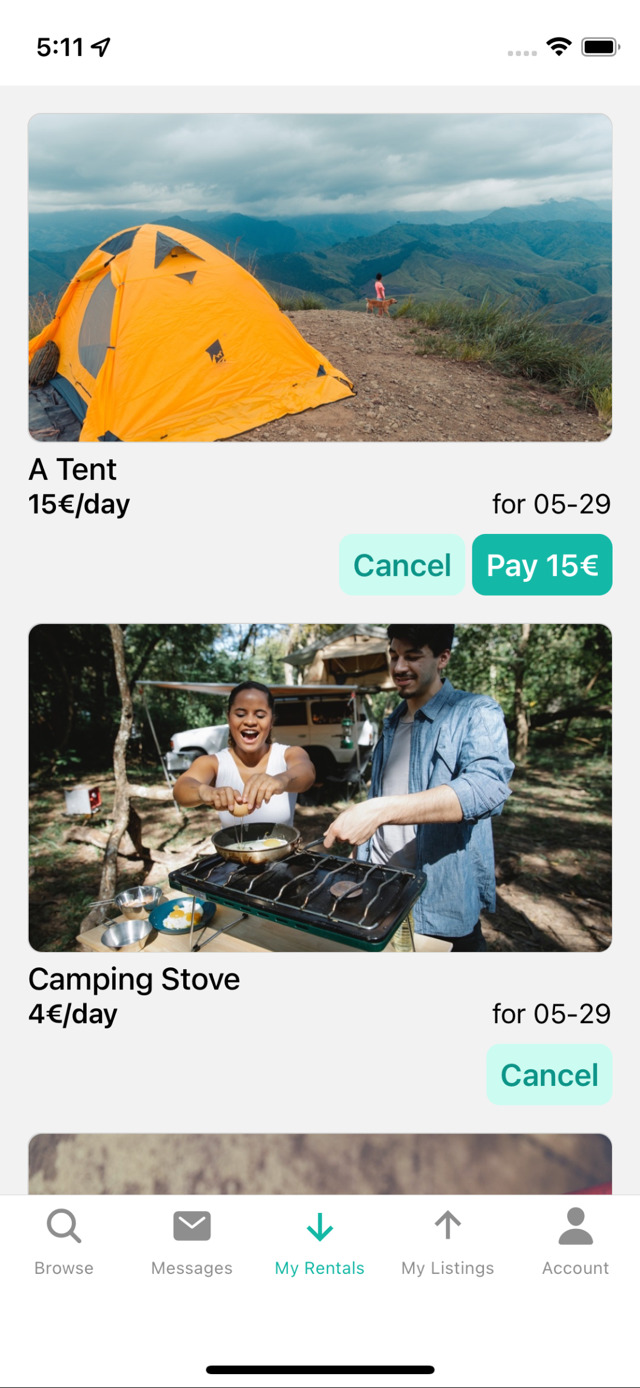 5:11
A Tent
15€/day
for 05-29
Cancel
Pay 15€
Camping Stove
4€/day
for 05-29
Cancel
Browse
Messages
My Rentals
My Listings
Account